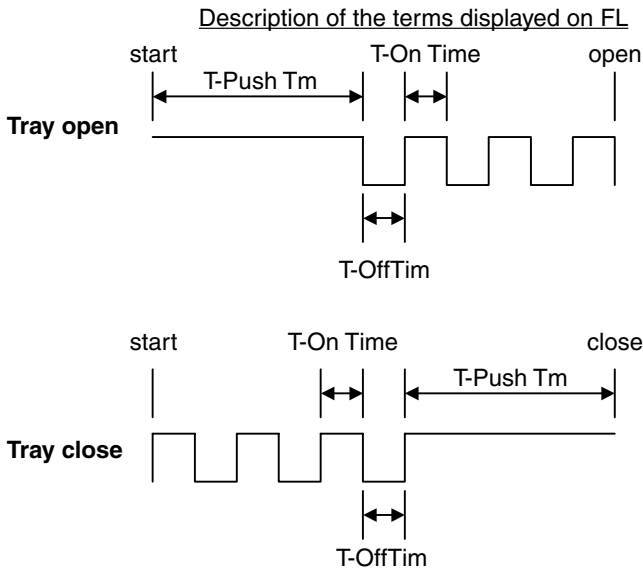 Description of the terms displayed on FL
start T-On Time open
T-Push Tm
Tray open
T-OffTim
start T-On Time close
T-Push Tm
Tray close
T-OffTim